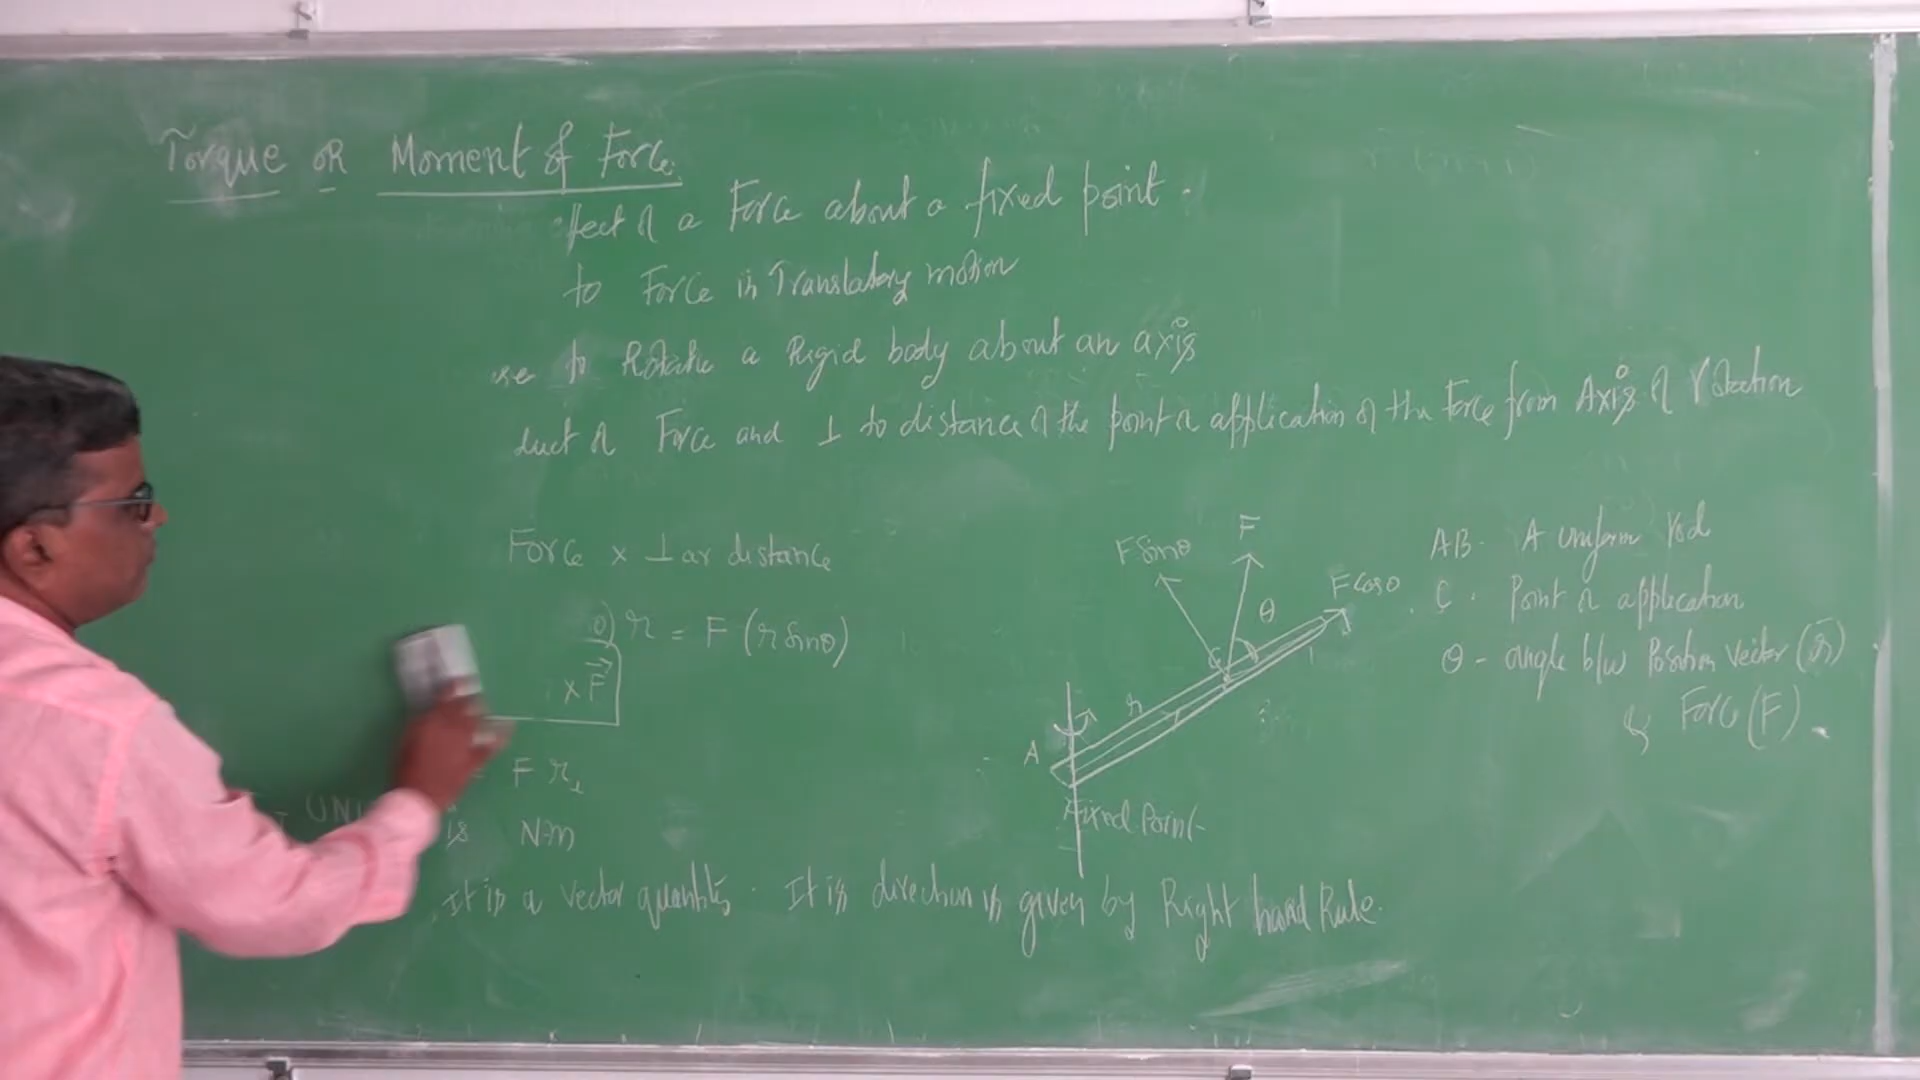 Torque OR Moment of Force.
fect of a Force about a fixed point.
to Force in Translatory motion
use to Rotate a Rigid body about an axis
duct of Force and ⊥ to distance of the point of application of the Force from Axis of rotation
Force × ⊥ ar distance
θ) r = F (r sinθ)
× F⃗
= F r⊥
UNI
is N-m
It is a vector quantity. It is direction is given by Right hand Rule.
F sinθ
F
F cosθ
θ
C
r
A
Fixed Point
AB - A uniform rod
C. Point of application
θ - angle b/w Position vector (r⃗)
& Force (F).